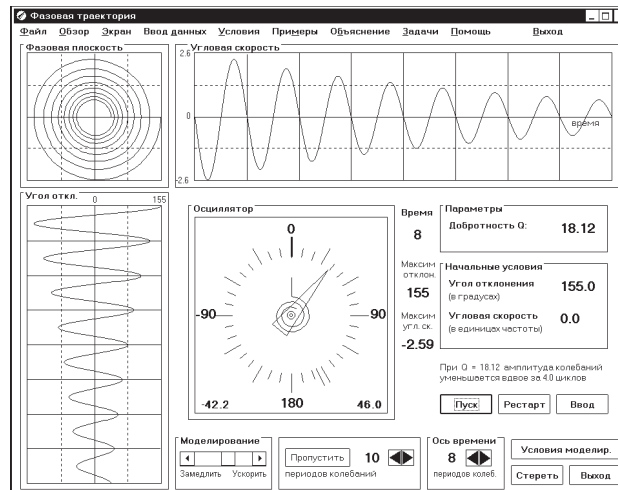 Фазовая траектория
Файл Обзор Экран Ввод данных Условия Примеры Объяснение Задачи Помощь Выход
Фазовая плоскость
Угловая скорость
2.6
0
-2.6
время
Угол откл.
0 155
Осциллятор
0
-90 90
180
-42.2 46.0
Время
8
Максим
отклон.
155
Максим
угл. ск.
-2.59
Параметры
Добротность Q: 18.12
Начальные условия
Угол отклонения 155.0
(в градусах)
Угловая скорость 0.0
(в единицах частоты)
При Q = 18.12 амплитуда колебаний
уменьшается вдвое за 4.0 циклов
Пуск Рестарт Ввод
Моделирование
Замедлить Ускорить
Пропустить 10
периодов колебаний
Ось времени
8
периодов колеб.
Условия моделир.
Стереть Выход